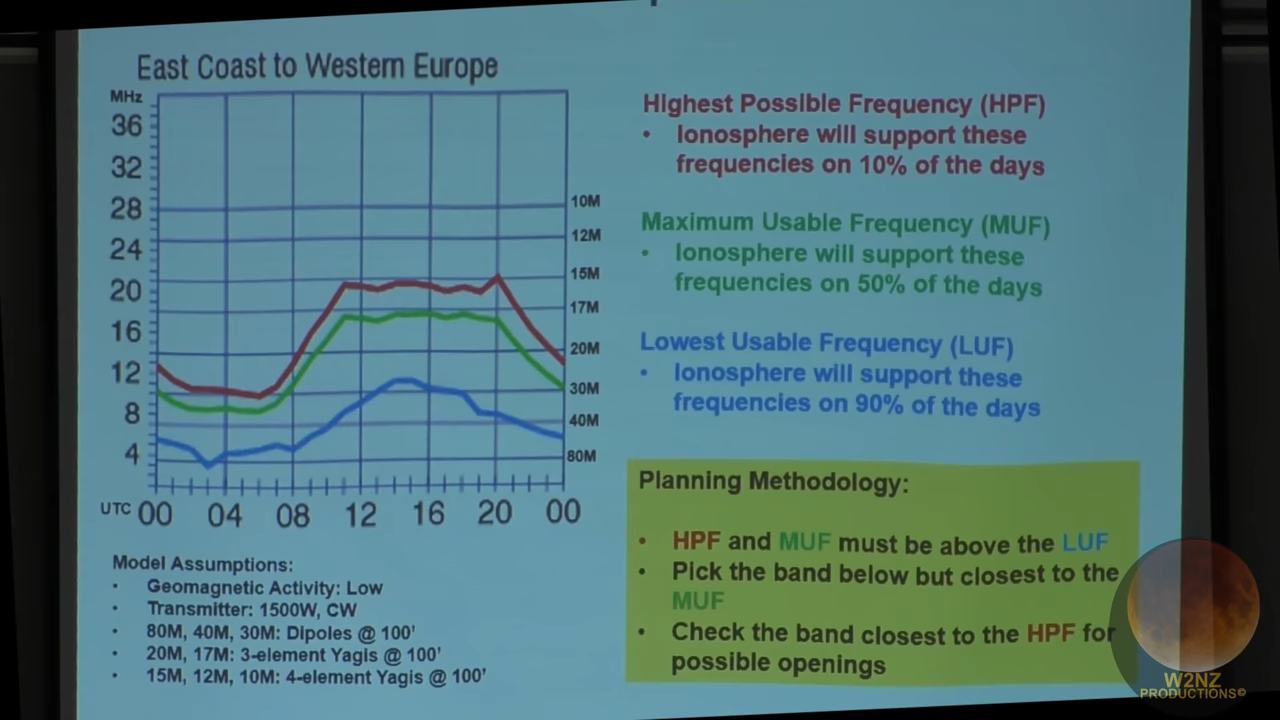 East Coast to Western Europe
MHz
36
32
28
24
20
16
12
8
4
10M
12M
15M
17M
20M
30M
40M
80M
UTC 00 04 08 12 16 20 00
Model Assumptions:
• Geomagnetic Activity: Low
• Transmitter: 1500W, CW
• 80M, 40M, 30M: Dipoles @ 100'
• 20M, 17M: 3-element Yagis @ 100'
• 15M, 12M, 10M: 4-element Yagis @ 100'
Highest Possible Frequency (HPF)
• Ionosphere will support these
frequencies on 10% of the days
Maximum Usable Frequency (MUF)
• Ionosphere will support these
frequencies on 50% of the days
Lowest Usable Frequency (LUF)
• Ionosphere will support these
frequencies on 90% of the days
Planning Methodology:
• HPF and MUF must be above the LUF
• Pick the band below but closest to the
MUF
• Check the band closest to the HPF for
possible openings
W2NZ
PRODUCTIONS©